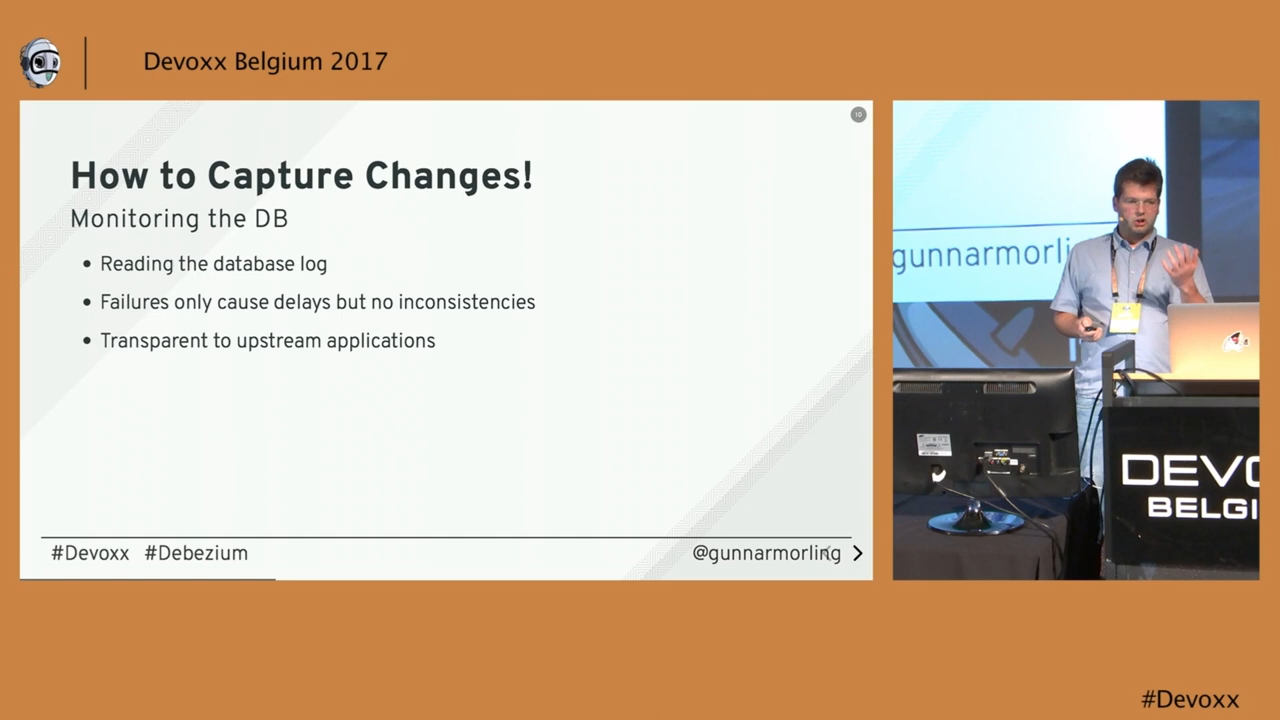 Devoxx Belgium 2017
10
How to Capture Changes!
Monitoring the DB
• Reading the database log
• Failures only cause delays but no inconsistencies
• Transparent to upstream applications
#Devoxx #Debezium
@gunnarmorling
gunnarmorli
DEVO
BELGI
#Devoxx